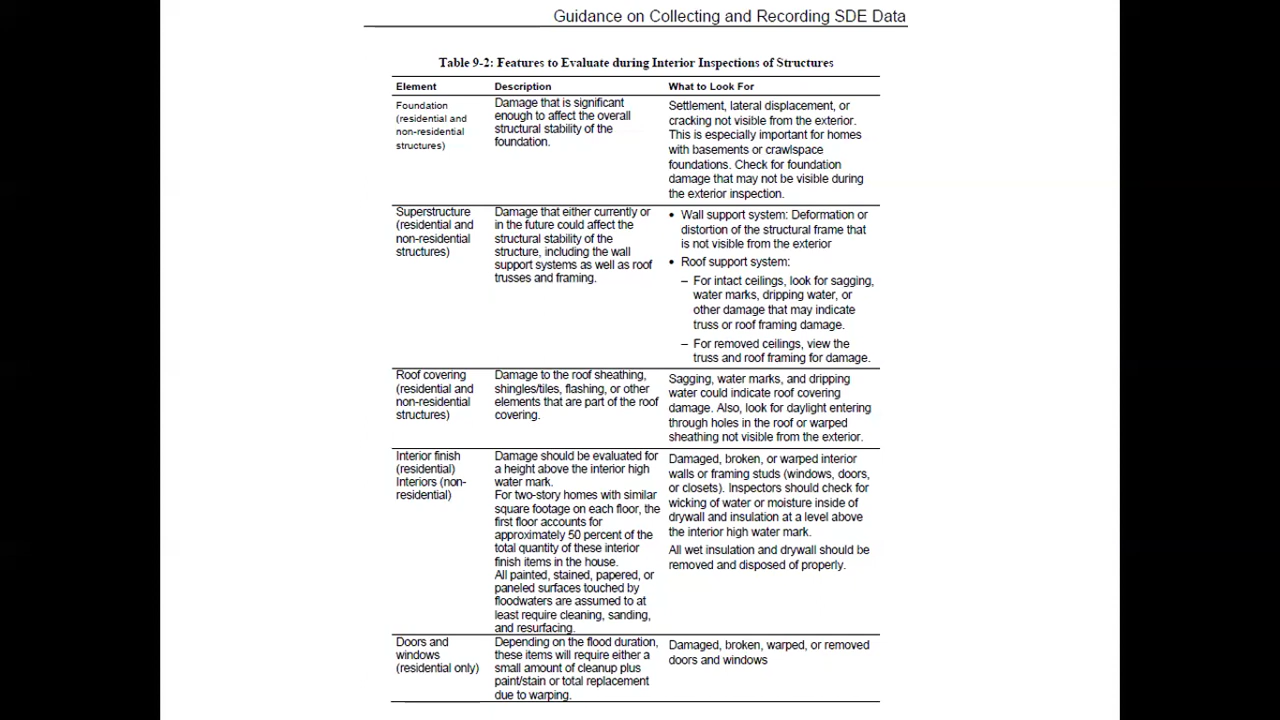 Guidance on Collecting and Recording SDE Data
Table 9-2: Features to Evaluate during Interior Inspections of Structures
Element
Description
What to Look For
Foundation
(residential and
non-residential
structures)
Damage that is significant
enough to affect the overall
structural stability of the
foundation.
Settlement, lateral displacement, or
cracking not visible from the exterior.
This is especially important for homes
with basements or crawlspace
foundations. Check for foundation
damage that may not be visible during
the exterior inspection.
Superstructure
(residential and
non-residential
structures)
Damage that either currently or
in the future could affect the
structural stability of the
structure, including the wall
support systems as well as roof
trusses and framing.
• Wall support system: Deformation or
distortion of the structural frame that
is not visible from the exterior
• Roof support system:
– For intact ceilings, look for sagging,
water marks, dripping water, or
other damage that may indicate
truss or roof framing damage.
– For removed ceilings, view the
truss and roof framing for damage.
Roof covering
(residential and
non-residential
structures)
Damage to the roof sheathing,
shingles/tiles, flashing, or other
elements that are part of the roof
covering.
Sagging, water marks, and dripping
water could indicate roof covering
damage. Also, look for daylight entering
through holes in the roof or warped
sheathing not visible from the exterior.
Interior finish
(residential)
Interiors (non-
residential)
Damage should be evaluated for
a height above the interior high
water mark.
For two-story homes with similar
square footage on each floor, the
first floor accounts for
approximately 50 percent of the
total quantity of these interior
finish items in the house.
All painted, stained, papered, or
paneled surfaces touched by
floodwaters are assumed to at
least require cleaning, sanding,
and resurfacing.
Damaged, broken, or warped interior
walls or framing studs (windows, doors,
or closets). Inspectors should check for
wicking of water or moisture inside of
drywall and insulation at a level above
the interior high water mark.
All wet insulation and drywall should be
removed and disposed of properly.
Doors and
windows
(residential only)
Depending on the flood duration,
these items will require either a
small amount of cleanup plus
paint/stain or total replacement
due to warping.
Damaged, broken, warped, or removed
doors and windows